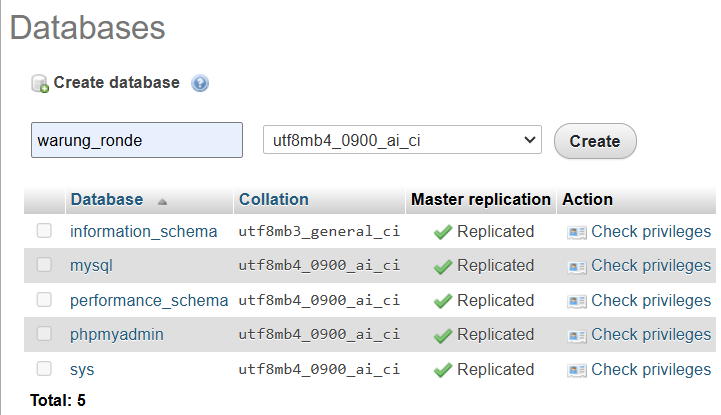 Databases
Create database
warung_ronde utf8mb4_0900_ai_ci Create
Database Collation Master replication Action
information_schema utf8mb3_general_ci Replicated Check privileges
mysql utf8mb4_0900_ai_ci Replicated Check privileges
performance_schema utf8mb4_0900_ai_ci Replicated Check privileges
phpmyadmin utf8mb4_0900_ai_ci Replicated Check privileges
sys utf8mb4_0900_ai_ci Replicated Check privileges
Total: 5